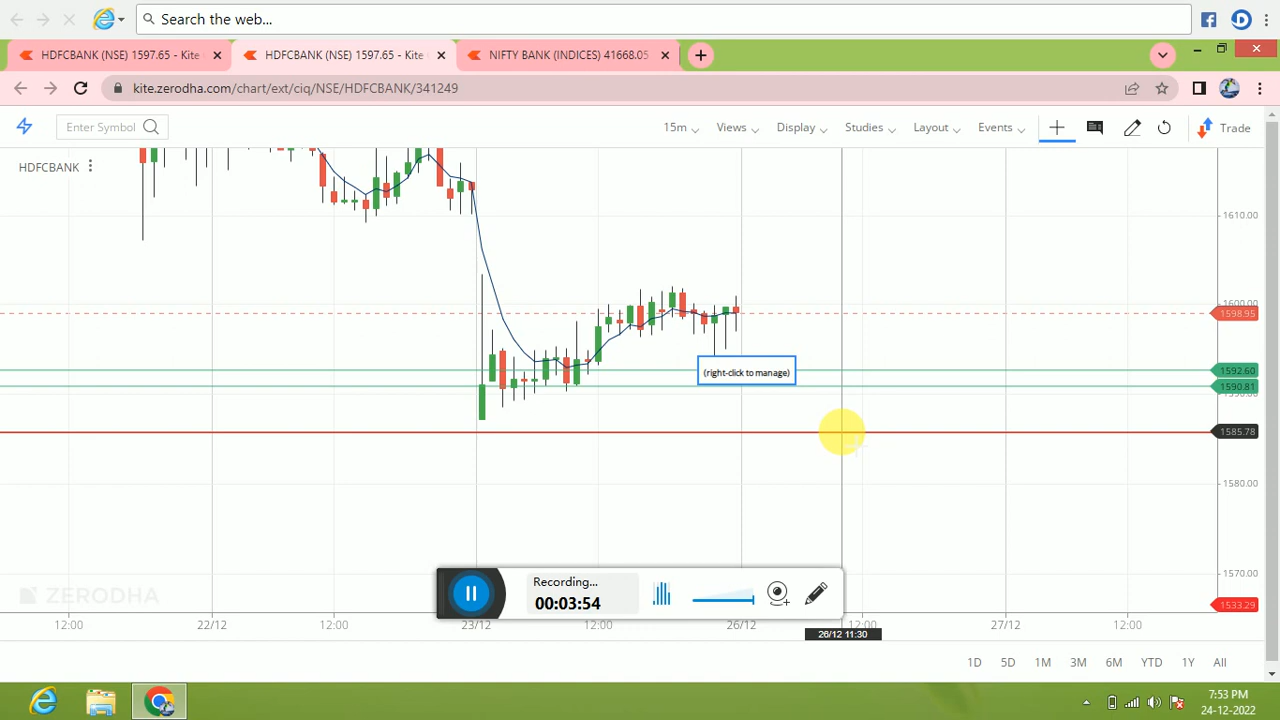 Search the web...
HDFCBANK (NSE) 1597.65 - Kite
HDFCBANK (NSE) 1597.65 - Kite
NIFTY BANK (INDICES) 41668.05
kite.zerodha.com/chart/ext/ciq/NSE/HDFCBANK/341249
Enter Symbol
15m
Views
Display
Studies
Layout
Events
Trade
HDFCBANK
1610.00
1600.00
1598.95
(right-click to manage)
1592.60
1590.81
1585.78
1580.00
1570.00
1533.29
ZERODHA
Recording...
00:03:54
12:00
22/12
12:00
23/12
12:00
26/12
12:00
27/12
12:00
26/12 11:30
1D
5D
1M
3M
6M
YTD
1Y
All
7:53 PM
24-12-2022